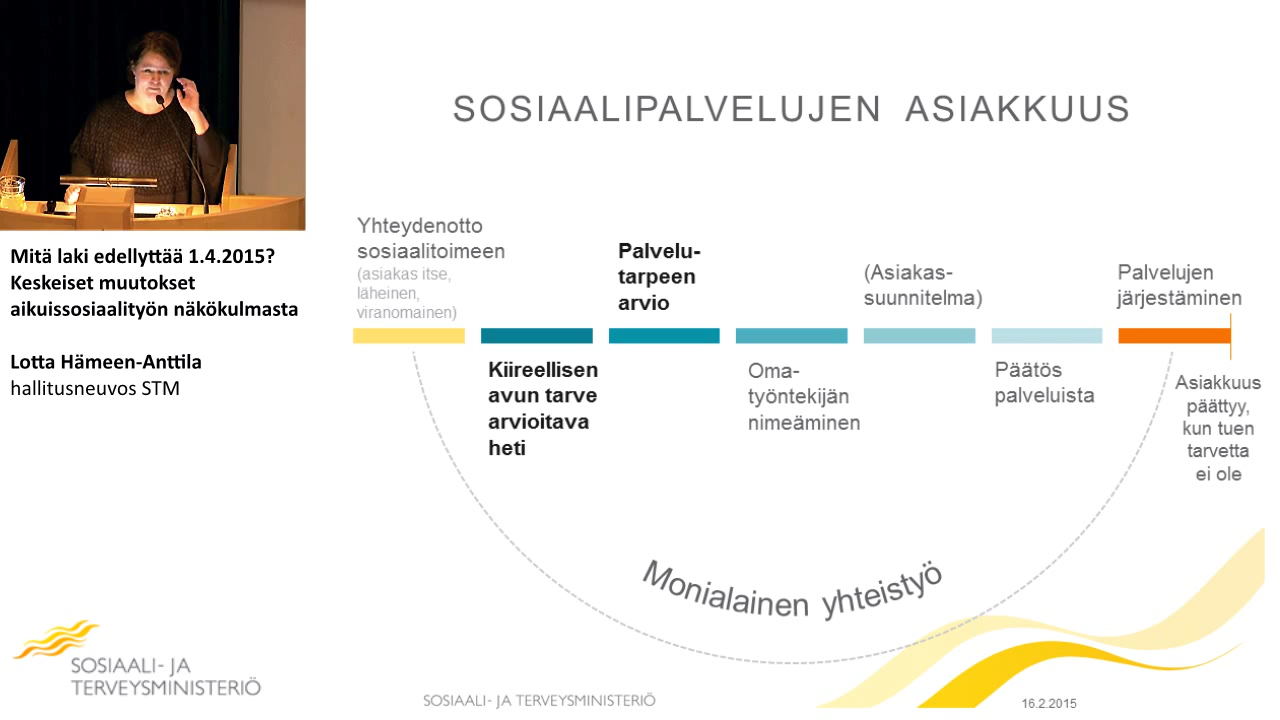 SOSIAALIPALVELUJEN ASIAKKUUS
Mitä laki edellyttää 1.4.2015?
Keskeiset muutokset
aikuissosiaalityön näkökulmasta
Lotta Hämeen-Anttila
hallitusneuvos STM
Yhteydenotto
sosiaalitoimeen
(asiakas itse,
läheinen,
viranomainen)
Kiireellisen
avun tarve
arvioitava
heti
Palvelu-
tarpeen
arvio
Oma-
työntekijän
nimeäminen
(Asiakas-
suunnitelma)
Päätös
palveluista
Palvelujen
järjestäminen
Asiakkuus
päättyy,
kun tuen
tarvetta
ei ole
Monialainen yhteistyö
SOSIAALI- JA
TERVEYSMINISTERIÖ
SOSIAALI- JA TERVEYSMINISTERIÖ
16.2.2015